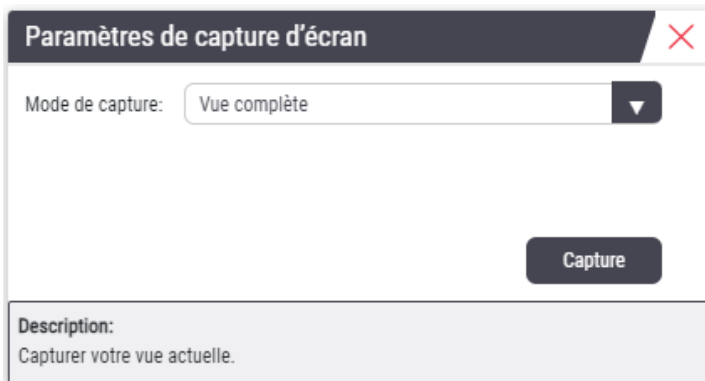 Paramètres de capture d’écran
Mode de capture: Vue complète
Capture
Description:
Capturer votre vue actuelle.